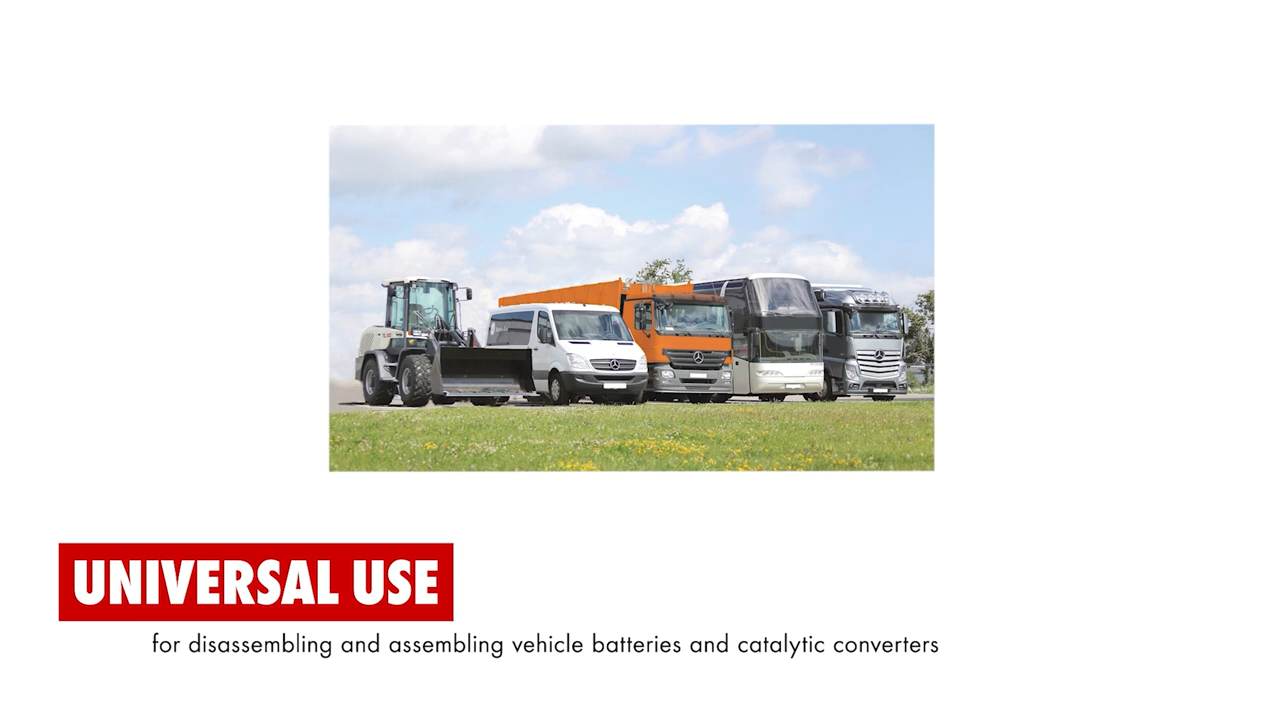 UNIVERSAL USE
for disassembling and assembling vehicle batteries and catalytic converters